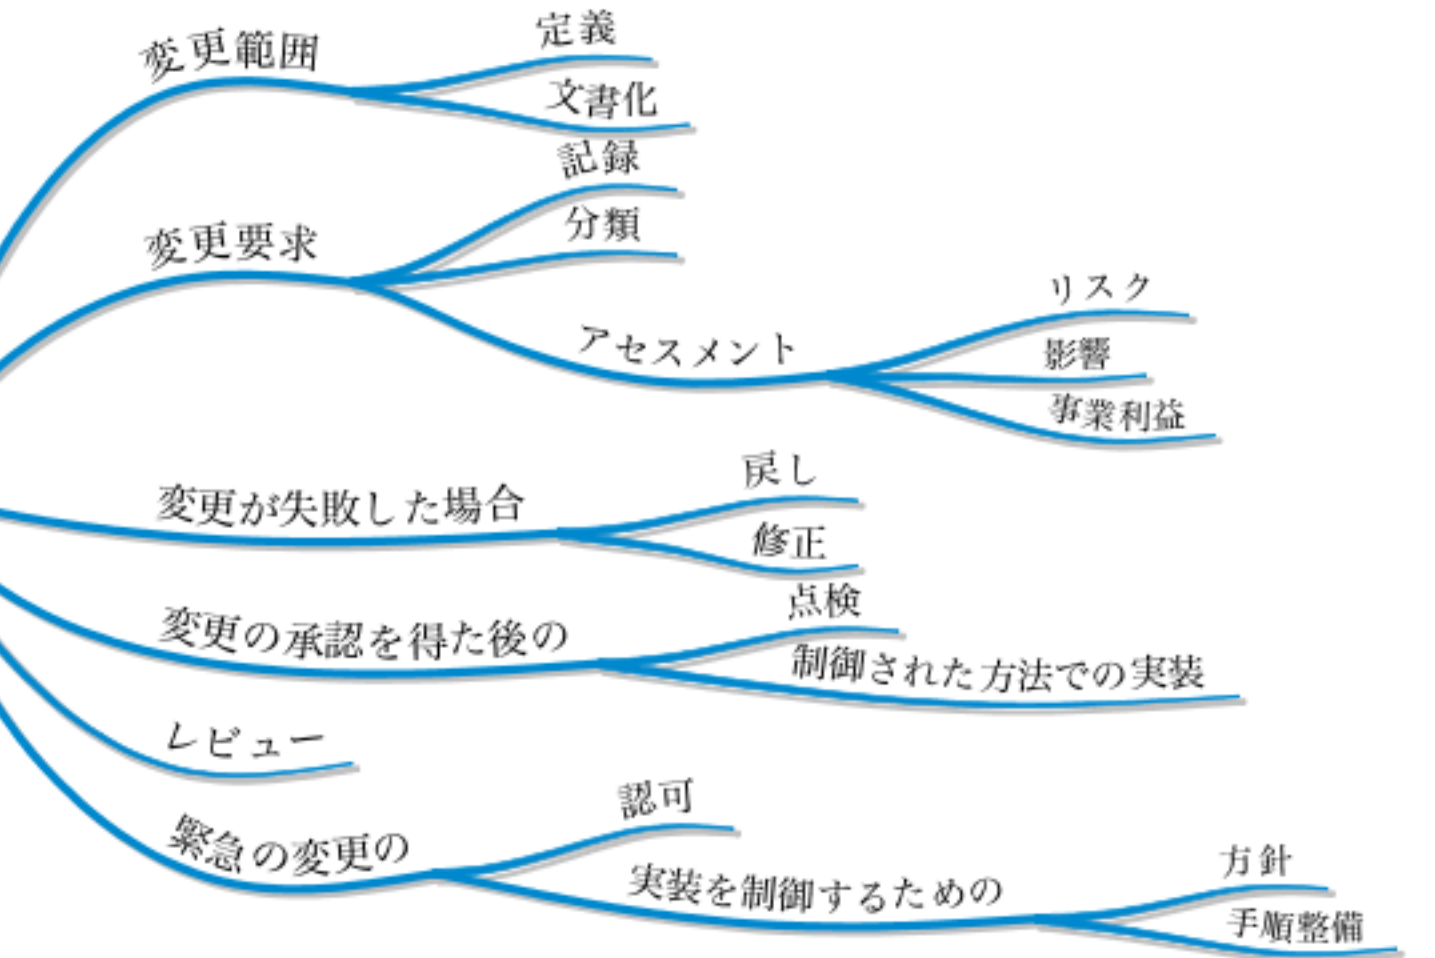 変更範囲
定義
文書化
変更要求
記録
分類
アセスメント
リスク
影響
事業利益
変更が失敗した場合
戻し
修正
変更の承認を得た後の
点検
制御された方法での実装
レビュー
緊急の変更の
認可
実装を制御するための
方針
手順整備